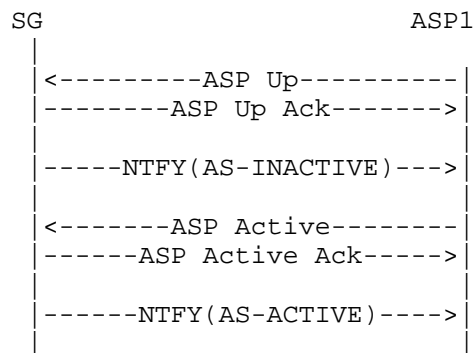 SG ASP1
|
|<---------ASP Up----------|
|--------ASP Up Ack------->|
|                          |
|-----NTFY(AS-INACTIVE)--->|
|                          |
|<-------ASP Active--------|
|------ASP Active Ack----->|
|                          |
|------NTFY(AS-ACTIVE)---->|
|                          |